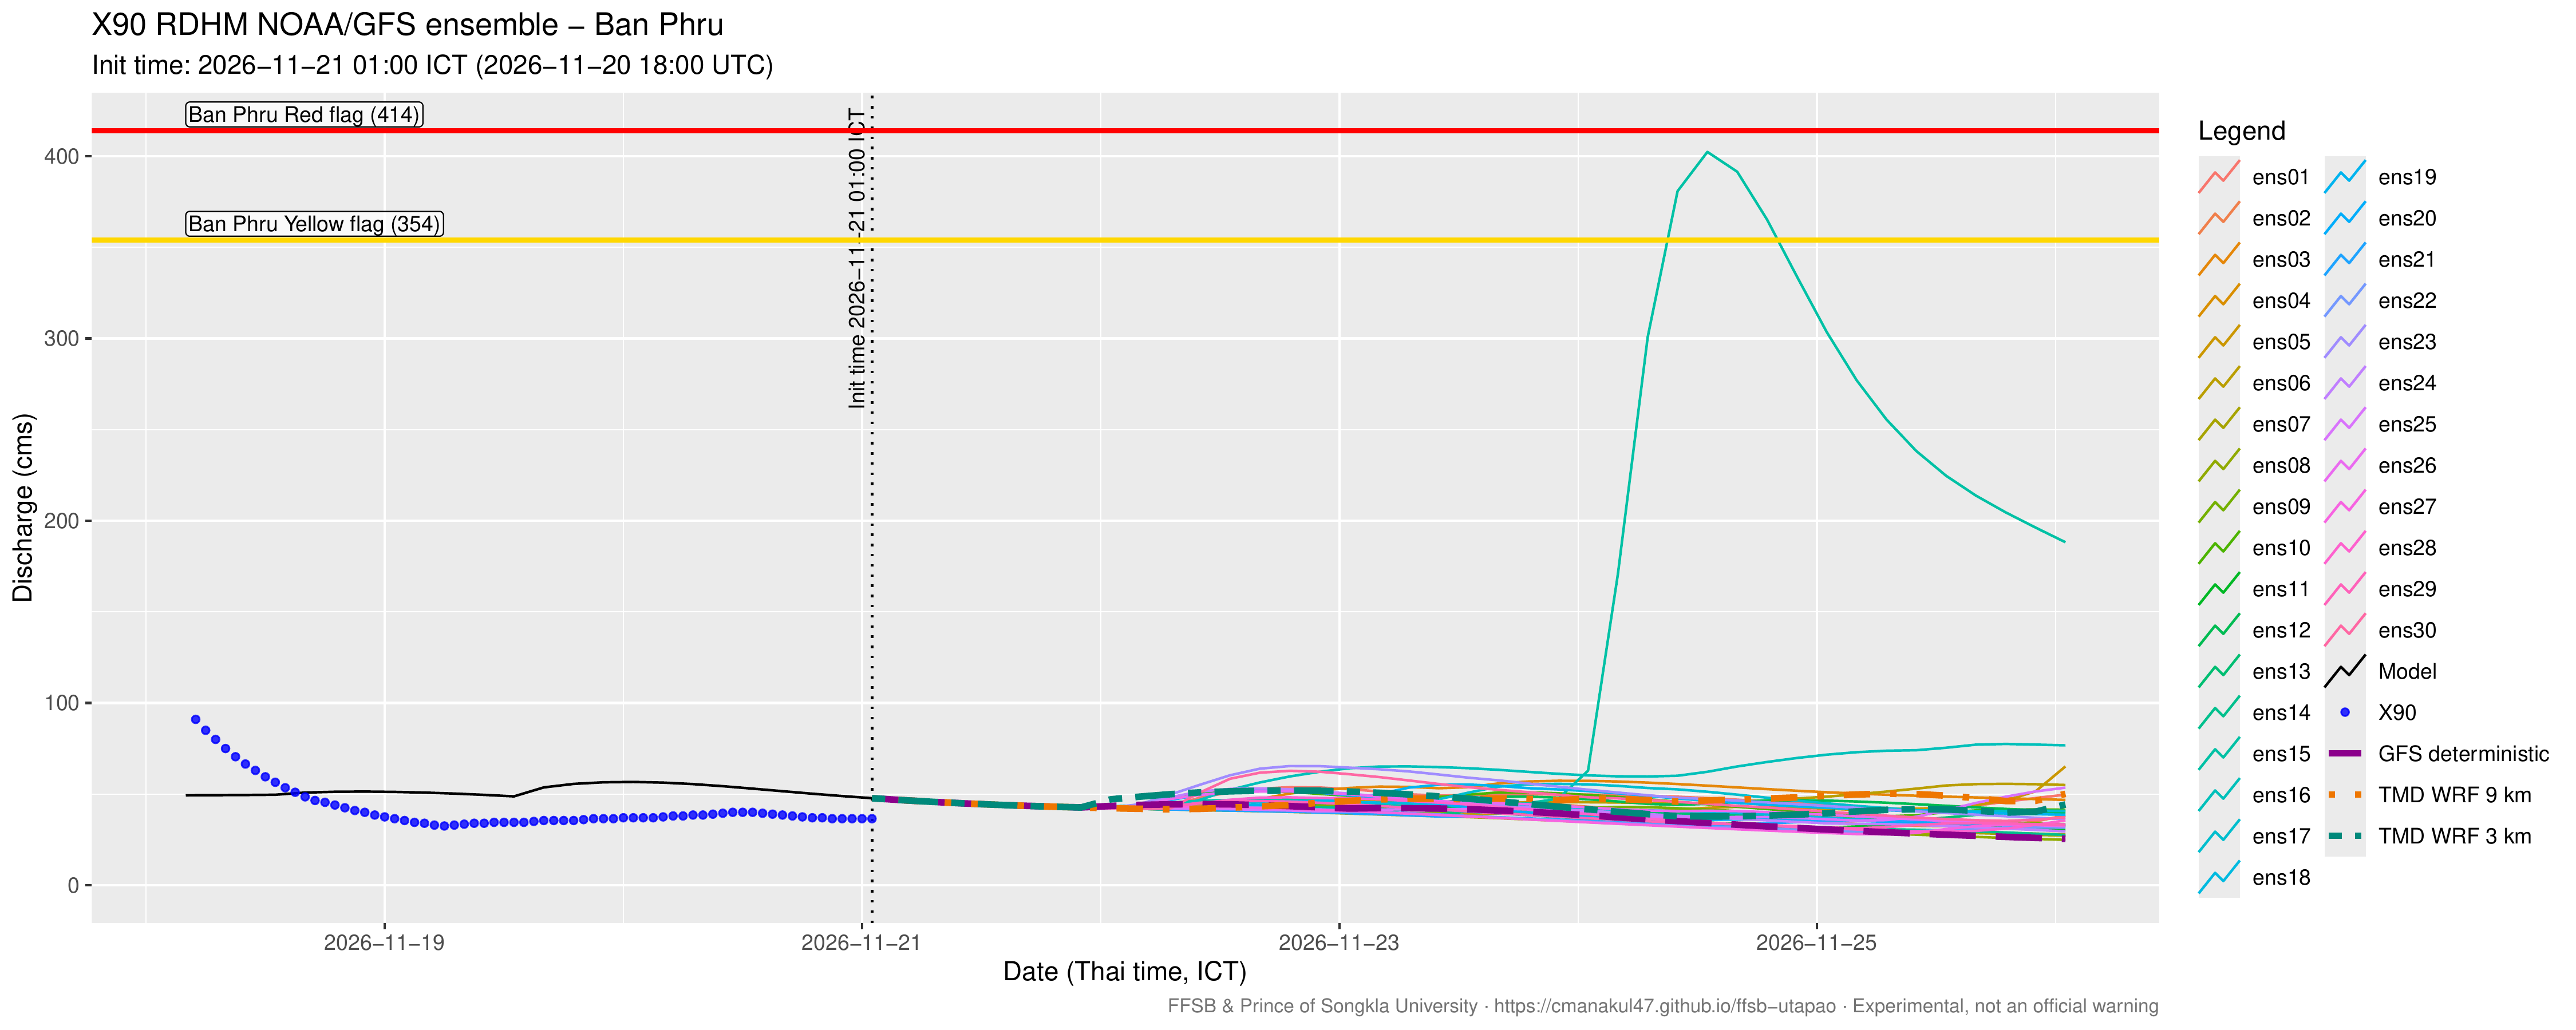 X90 RDHM NOAA/GFS ensemble – Ban Phru
Init time: 2026–11–21 01:00 ICT (2026–11–20 18:00 UTC)
Ban Phru Red flag (414)
Ban Phru Yellow flag (354)
Init time 2026–11–21 01:00 ICT
Discharge (cms)
400
300
200
100
0
2026–11–19
2026–11–21
2026–11–23
2026–11–25
Date (Thai time, ICT)
Legend
ens01
ens02
ens03
ens04
ens05
ens06
ens07
ens08
ens09
ens10
ens11
ens12
ens13
ens14
ens15
ens16
ens17
ens18
ens19
ens20
ens21
ens22
ens23
ens24
ens25
ens26
ens27
ens28
ens29
ens30
Model
X90
GFS deterministic
TMD WRF 9 km
TMD WRF 3 km
FFSB & Prince of Songkla University · https://cmanakul47.github.io/ffsb–utapao · Experimental, not an official warning